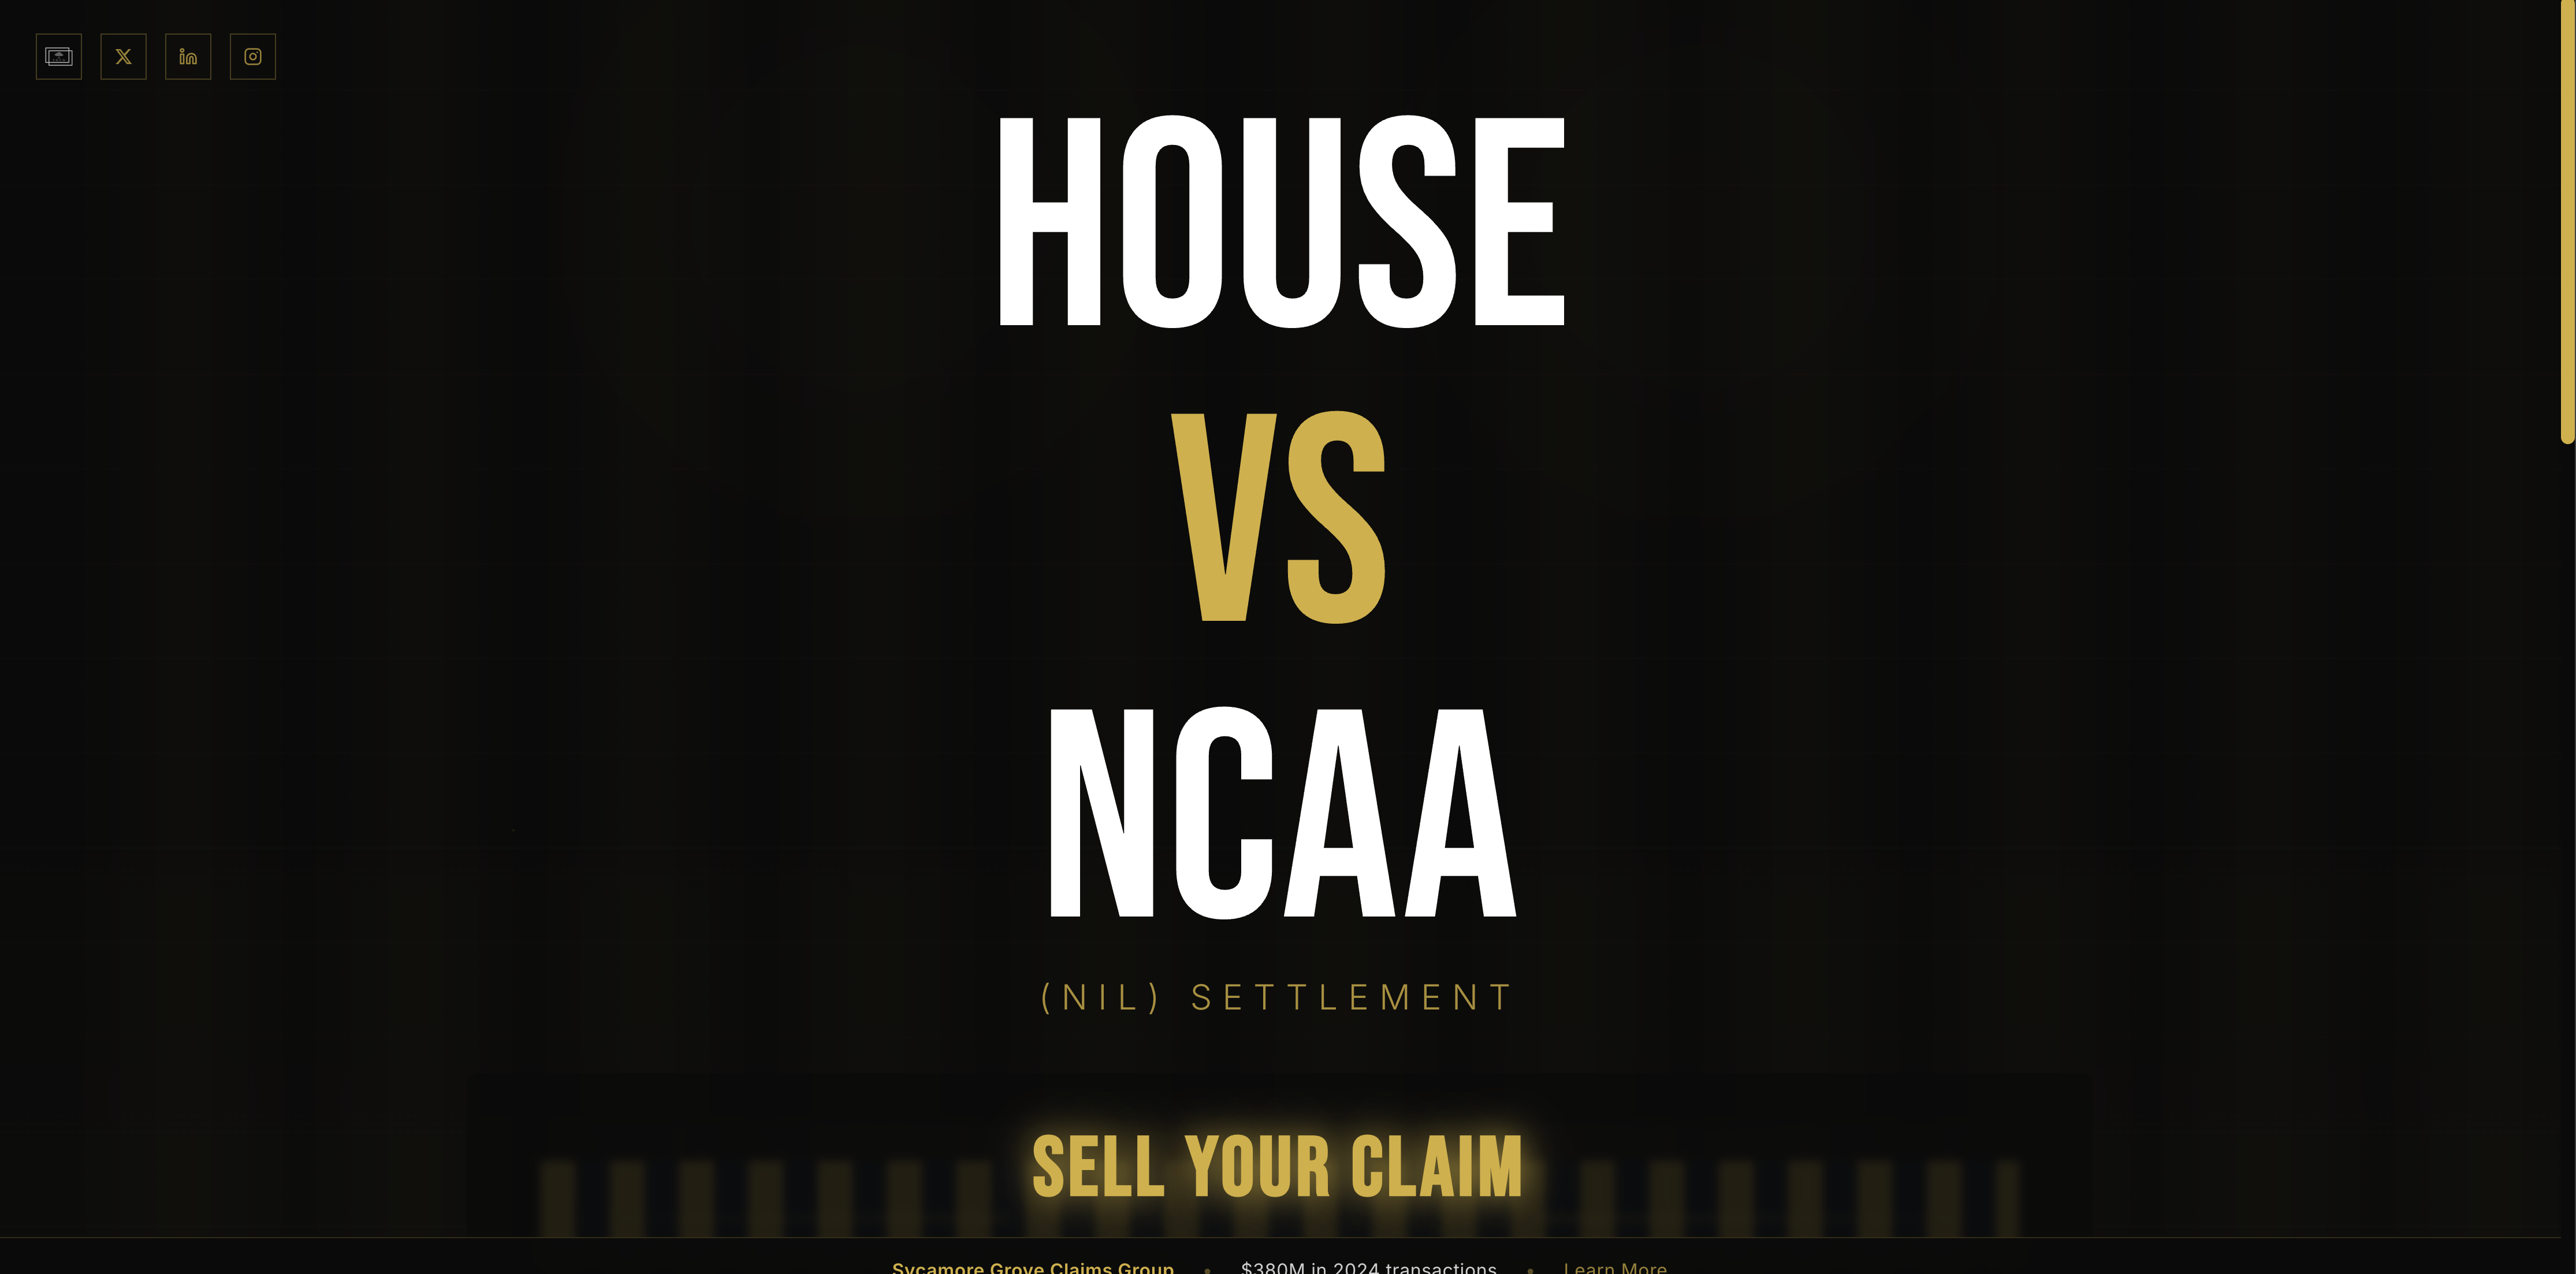 HOUSE
VS
NCAA
(NIL) SETTLEMENT
SELL YOUR CLAIM
Sycamore Grove Claims Group • $380M in 2024 transactions • Learn More